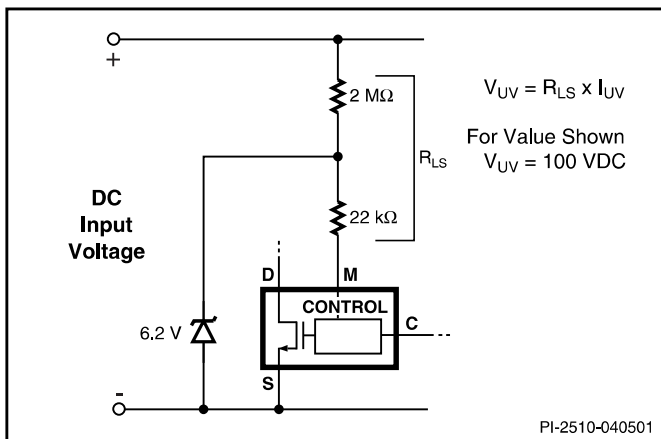 +
2 MΩ
R_LS
V_UV = R_LS x I_UV
For Value Shown
V_UV = 100 VDC
DC
Input
Voltage
22 kΩ
D
M
CONTROL
C
6.2 V
S
-
PI-2510-040501